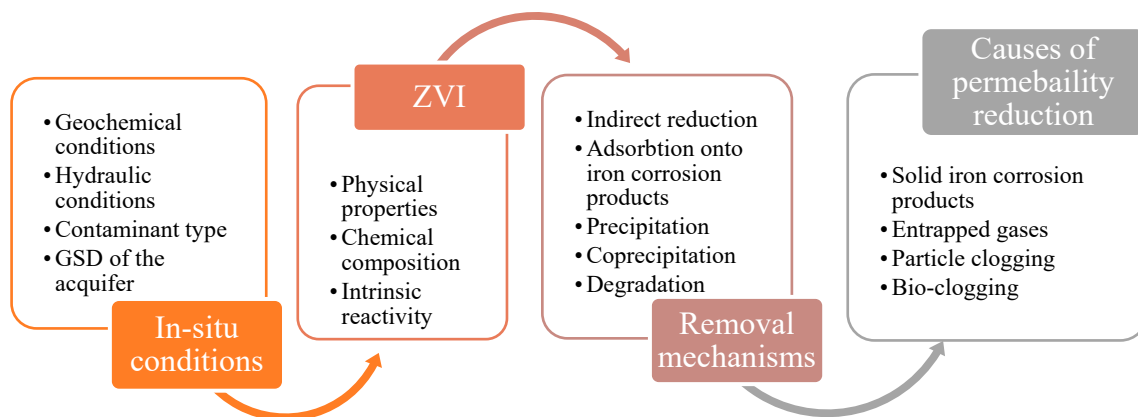 • Geochemical
conditions
• Hydraulic
conditions
• Contaminant type
• GSD of the
acquifer
In-situ
conditions
ZVI
• Physical
properties
• Chemical
composition
• Intrinsic
reactivity
• Indirect reduction
• Adsorbtion onto
iron corrosion
products
• Precipitation
• Coprecipitation
• Degradation
Removal
mechanisms
Causes of
permebaility
reduction
• Solid iron corrosion
products
• Entrapped gases
• Particle clogging
• Bio-clogging